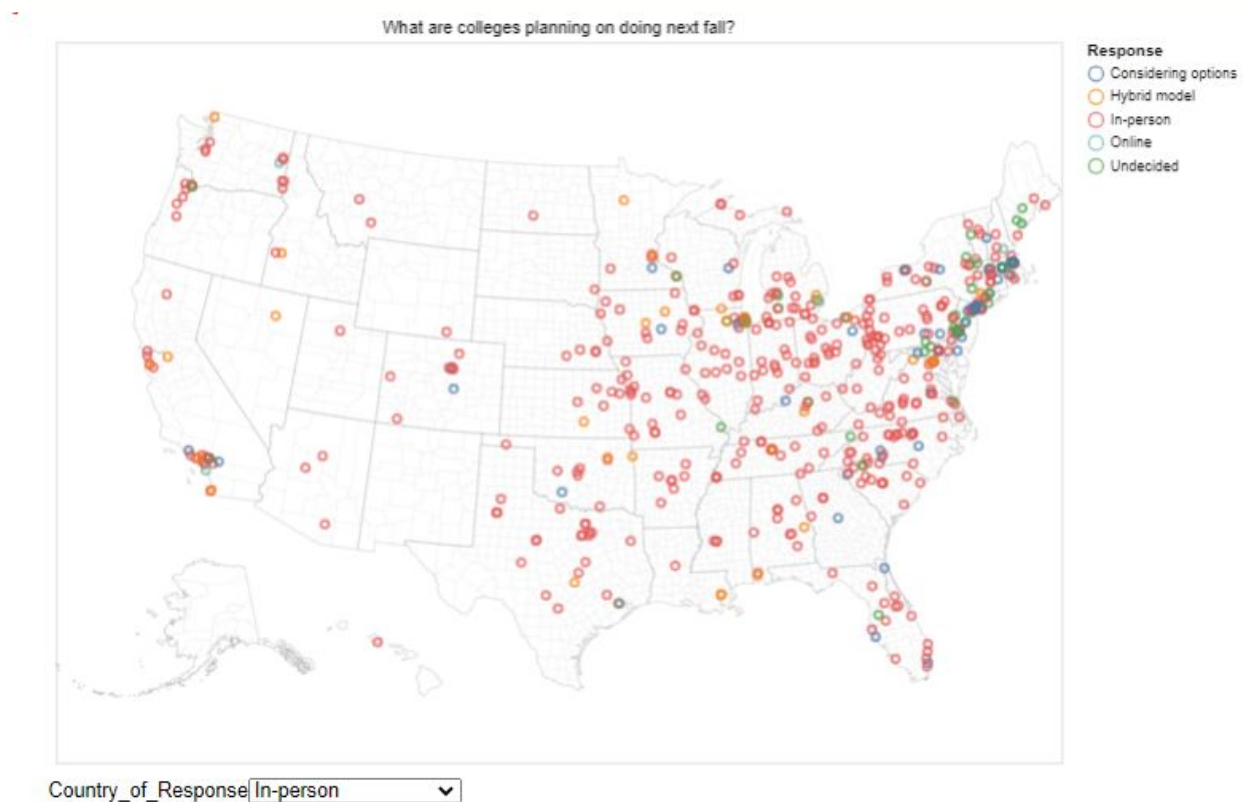 What are colleges planning on doing next fall?
Response
Considering options
Hybrid model
In-person
Online
Undecided
Country_of_Response In-person